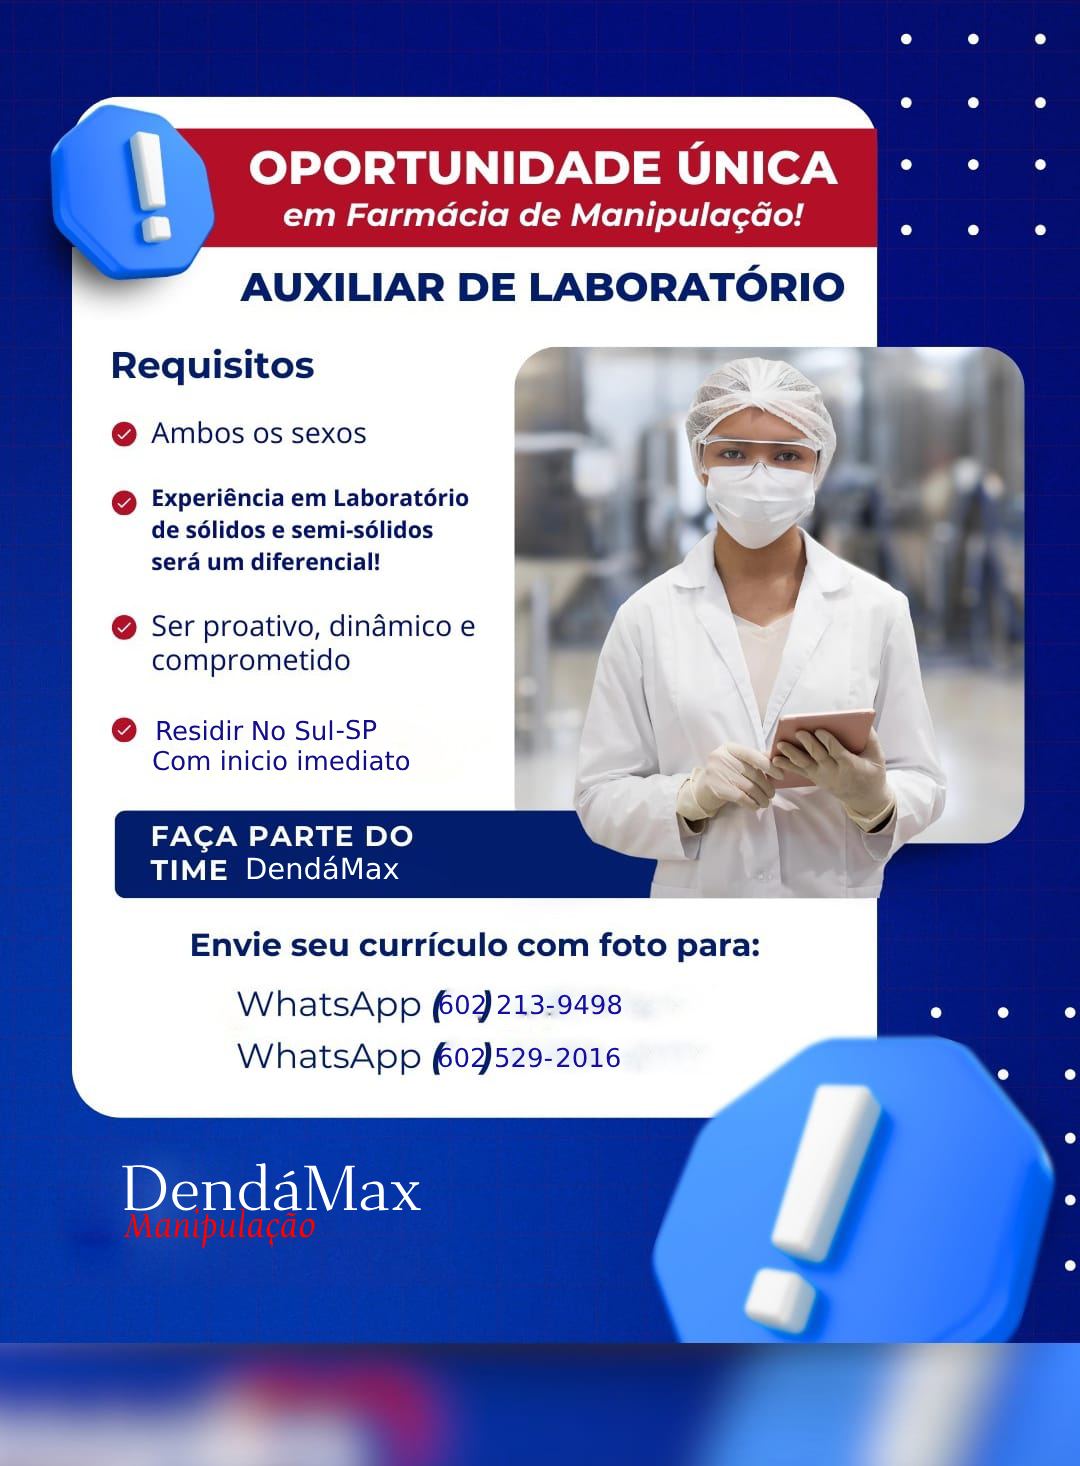 OPORTUNIDADE ÚNICA
em Farmácia de Manipulação!
AUXILIAR DE LABORATÓRIO
Requisitos
Ambos os sexos
Experiência em Laboratório
de sólidos e semi-sólidos
será um diferencial!
Ser proativo, dinâmico e
comprometido
Residir No Sul-SP
Com inicio imediato
FAÇA PARTE DO
TIME DendáMax
Envie seu currículo com foto para:
WhatsApp (602) 213-9498
WhatsApp (602) 529-2016
DendáMax
Manipulação